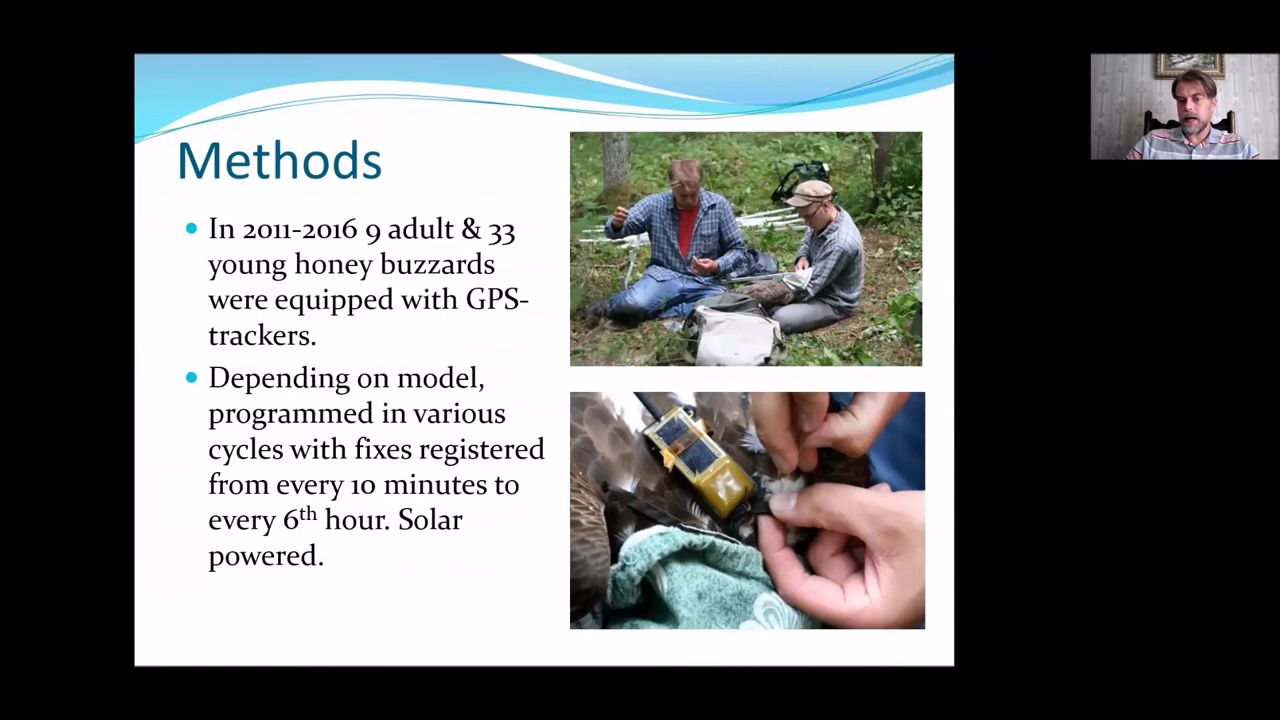 Methods
In 2011-2016 9 adult & 33
young honey buzzards
were equipped with GPS-
trackers.
Depending on model,
programmed in various
cycles with fixes registered
from every 10 minutes to
every 6th hour. Solar
powered.